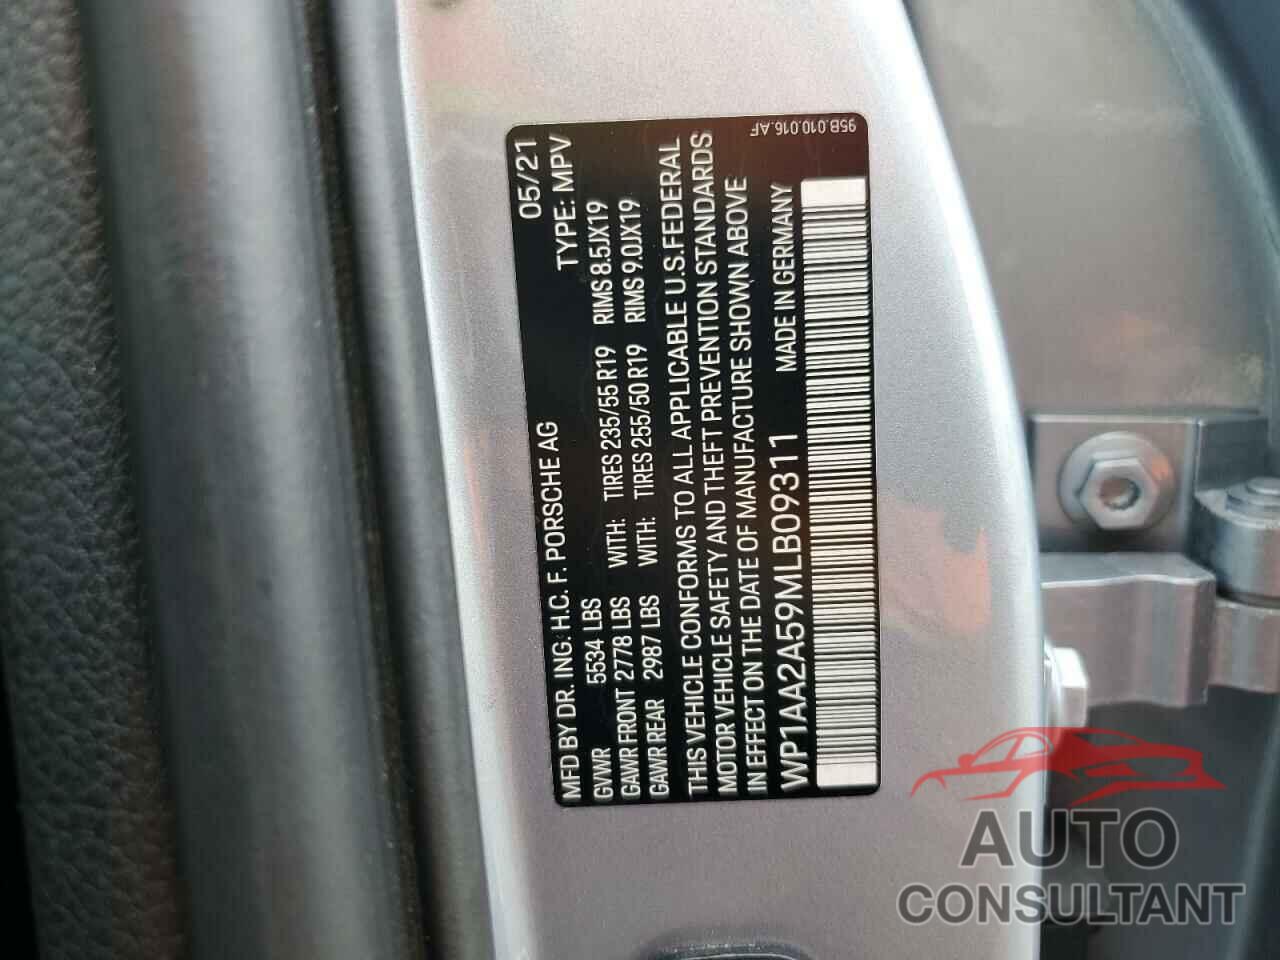 MFD BY DR. ING: H.C. F. PORSCHE AG 05/21
TYPE: MPV
GVWR 5534 LBS
GAWR FRONT 2778 LBS WITH: TIRES 235/55 R19 RIMS 8.5JX19
GAWR REAR 2987 LBS WITH: TIRES 255/50 R19 RIMS 9.0JX19
THIS VEHICLE CONFORMS TO ALL APPLICABLE U.S.FEDERAL
MOTOR VEHICLE SAFETY AND THEFT PREVENTION STANDARDS
IN EFFECT ON THE DATE OF MANUFACTURE SHOWN ABOVE
WP1AA2A59MLB09311 MADE IN GERMANY
95B.010.016.AF
AUTO
CONSULTANT